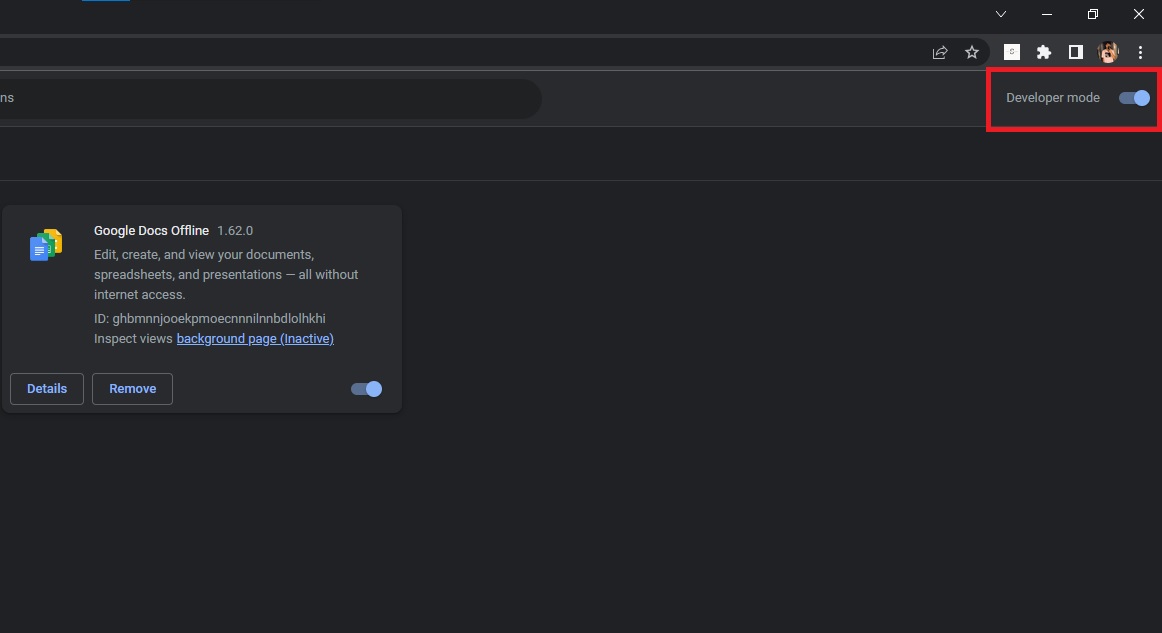 ns
Developer mode
Google Docs Offline 1.62.0
Edit, create, and view your documents,
spreadsheets, and presentations — all without
internet access.
ID: ghbmnnjooekpmoecnnnilnnbdlolhkhi
Inspect views background page (Inactive)
Details Remove